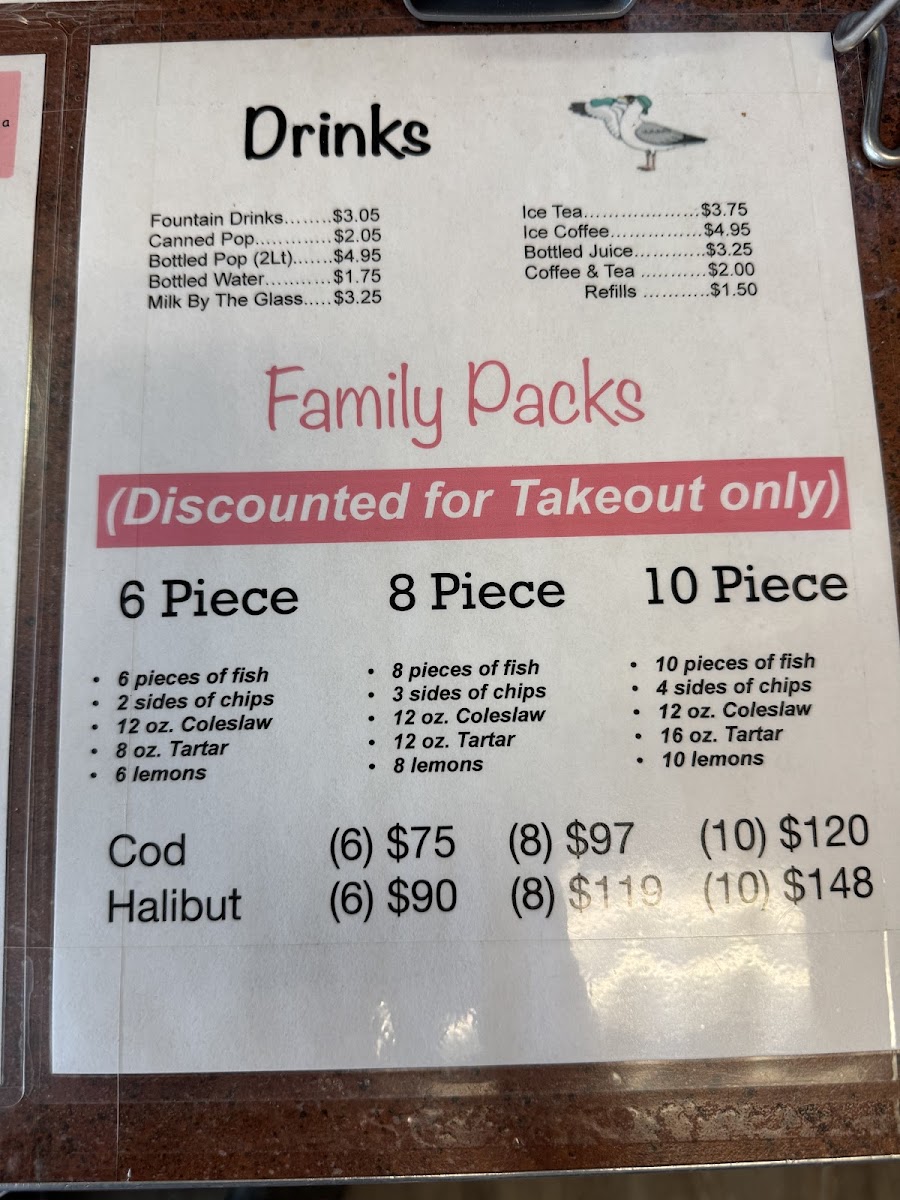 a
Drinks
Fountain Drinks........$3.05
Canned Pop.............$2.05
Bottled Pop (2Lt).......$4.95
Bottled Water...........$1.75
Milk By The Glass.....$3.25
Ice Tea....................$3.75
Ice Coffee................$4.95
Bottled Juice............$3.25
Coffee & Tea ...........$2.00
Refills ...........$1.50
Family Packs
(Discounted for Takeout only)
6 Piece
• 6 pieces of fish
• 2 sides of chips
• 12 oz. Coleslaw
• 8 oz. Tartar
• 6 lemons
8 Piece
• 8 pieces of fish
• 3 sides of chips
• 12 oz. Coleslaw
• 12 oz. Tartar
• 8 lemons
10 Piece
• 10 pieces of fish
• 4 sides of chips
• 12 oz. Coleslaw
• 16 oz. Tartar
• 10 lemons
Cod (6) $75 (8) $97 (10) $120
Halibut (6) $90 (8) $119 (10) $148